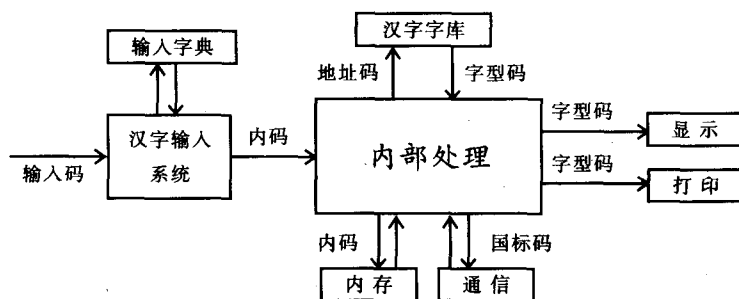 输入字典
汉字字库
地址码
字型码
汉字输入
系统
输入码
内码
内部处理
字型码
显示
字型码
打印
内码
国标码
内存
通信